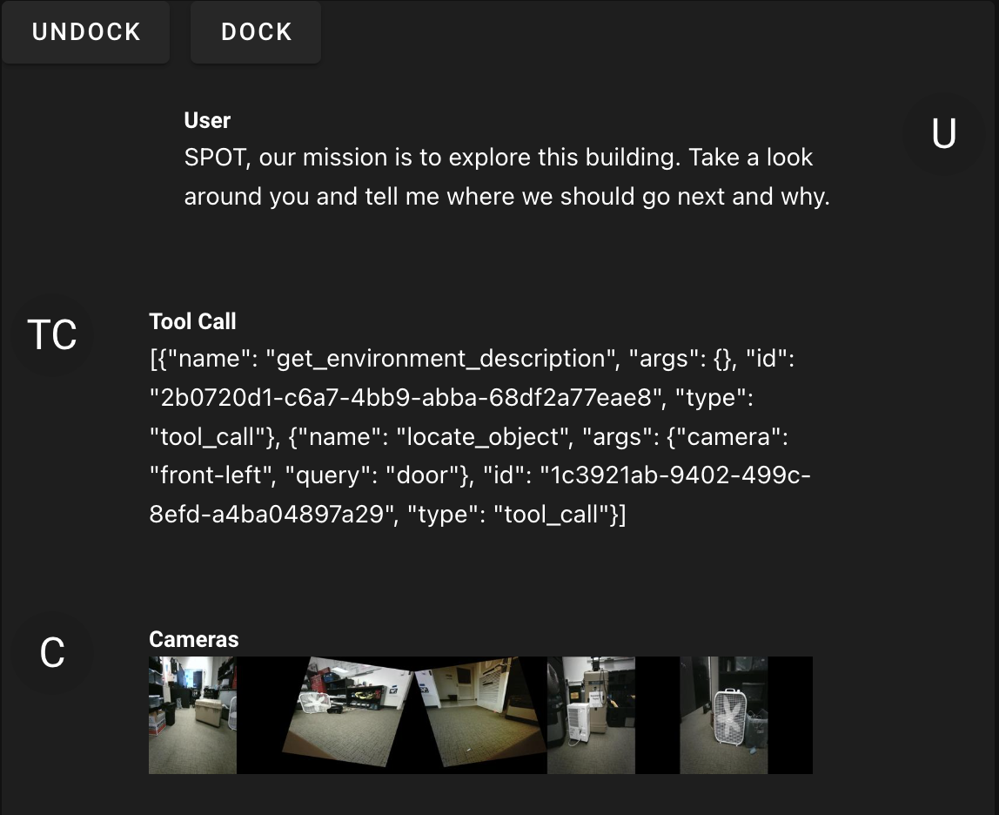 UNDOCK
DOCK
User
U
SPOT, our mission is to explore this building. Take a look
around you and tell me where we should go next and why.
TC
Tool Call
[{"name": "get_environment_description", "args": {}, "id":
"2b0720d1-c6a7-4bb9-abba-68df2a77eae8", "type":
"tool_call"}, {"name": "locate_object", "args": {"camera":
"front-left", "query": "door"}, "id": "1c3921ab-9402-499c-
8efd-a4ba04897a29", "type": "tool_call"}]
C
Cameras